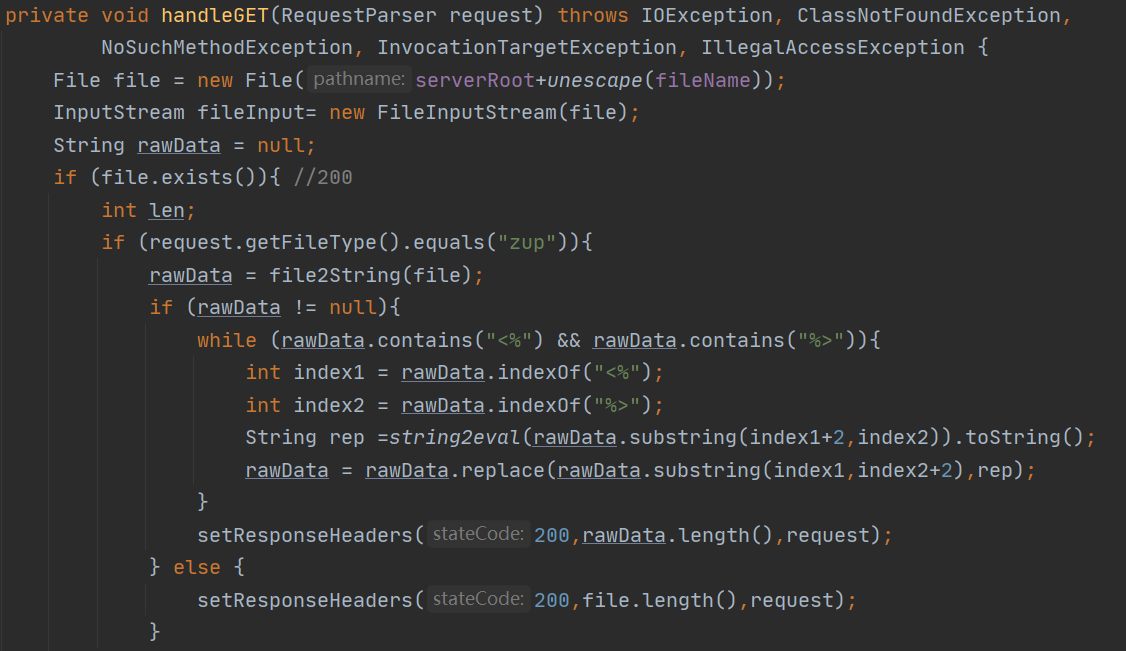 private void handleGET(RequestParser request) throws IOException, ClassNotFoundException,
        NoSuchMethodException, InvocationTargetException, IllegalAccessException {
    File file = new File( pathname: serverRoot+unescape(fileName));
    InputStream fileInput= new FileInputStream(file);
    String rawData = null;
    if (file.exists()){ //200
        int len;
        if (request.getFileType().equals("zup")){
            rawData = file2String(file);
            if (rawData != null){
                while (rawData.contains("<%") && rawData.contains("%>")){
                    int index1 = rawData.indexOf("<%");
                    int index2 = rawData.indexOf("%>");
                    String rep =string2eval(rawData.substring(index1+2,index2)).toString();
                    rawData = rawData.replace(rawData.substring(index1,index2+2),rep);
                }
                setResponseHeaders( stateCode: 200,rawData.length(),request);
            } else {
                setResponseHeaders( stateCode: 200,file.length(),request);
            }